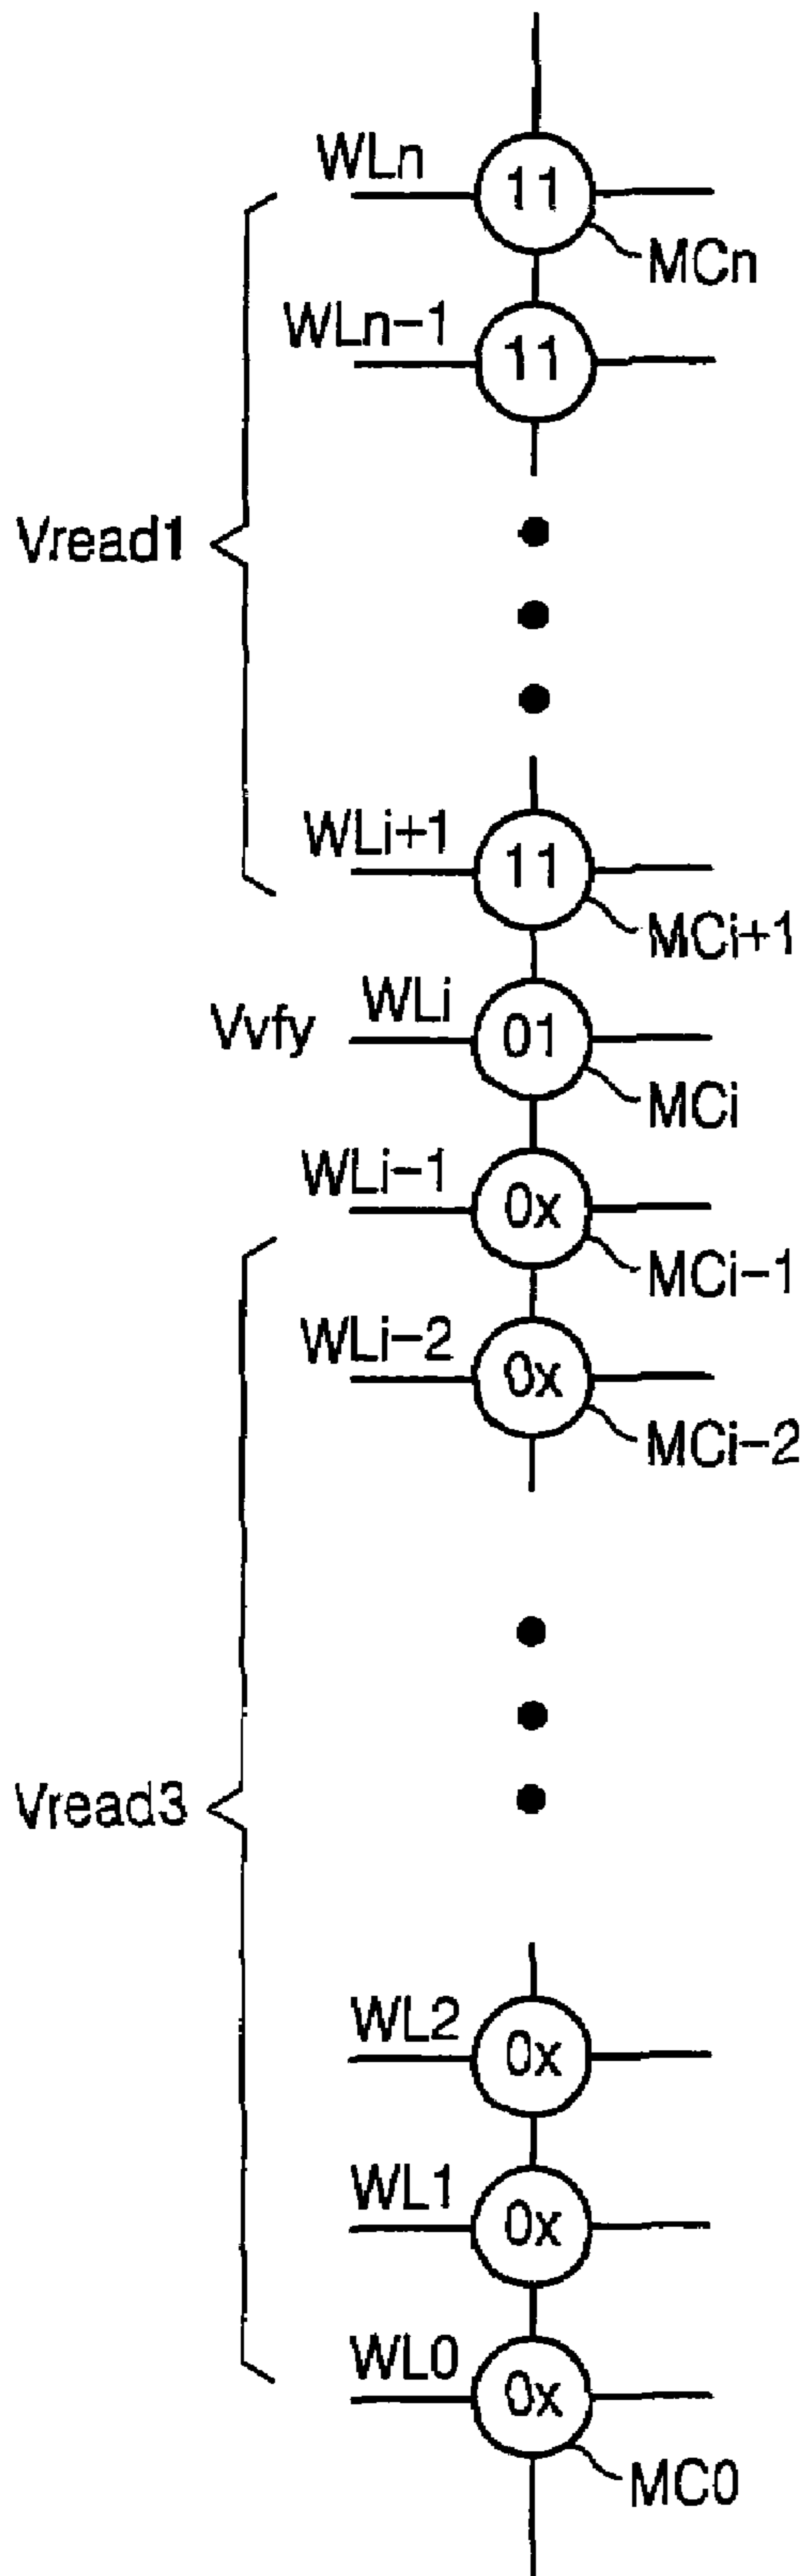 WLn
11
MCn
WLn-1
11
Vread1
WLi+1
11
MCi+1
Vvfy
WLi
01
MCi
WLi-1
0x
MCi-1
WLi-2
0x
MCi-2
Vread3
WL2
0x
WL1
0x
WL0
0x
MC0